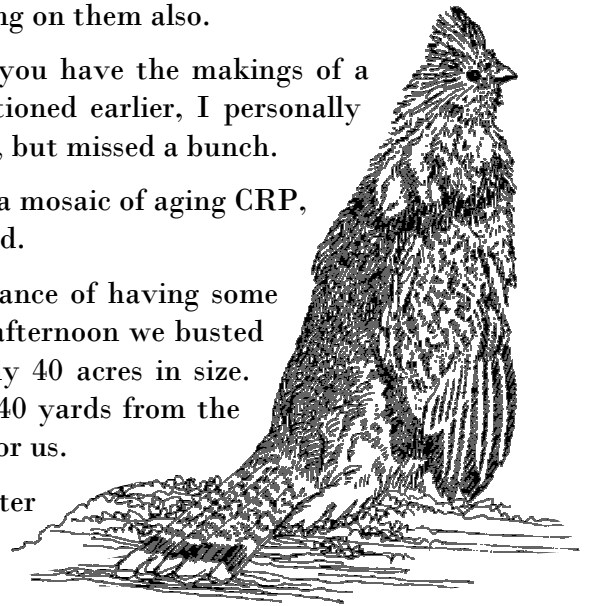 ng on them also.
you have the makings of a
tioned earlier, I personally
, but missed a bunch.
a mosaic of aging CRP,
d.
ance of having some
afternoon we busted
y 40 acres in size.
40 yards from the
or us.
ter